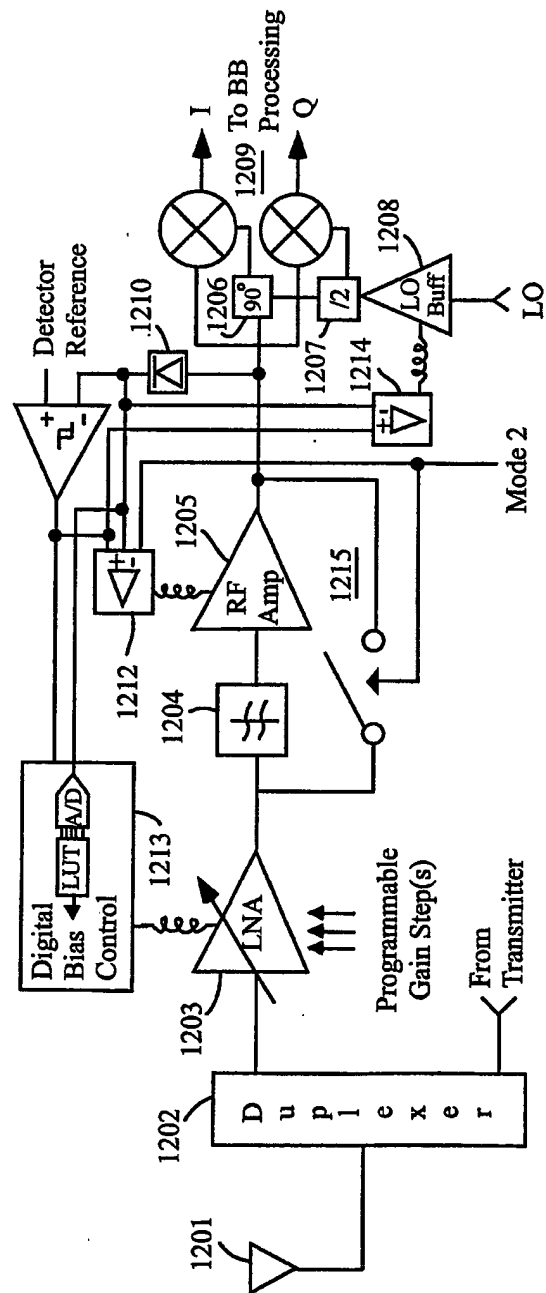 1201
1202
Duplexer
From
Transmitter
1203
LNA
Programmable
Gain Step(s)
Digital
Bias
Control
LUT
A/D
1213
1204
1205
RF
Amp
1212
+
-
1215
Mode 2
+
-
Detector
Reference
1210
1206
90°
1207
/2
1214
+
-
LO
Buff
1208
LO
I
To BB
1209 Processing
Q